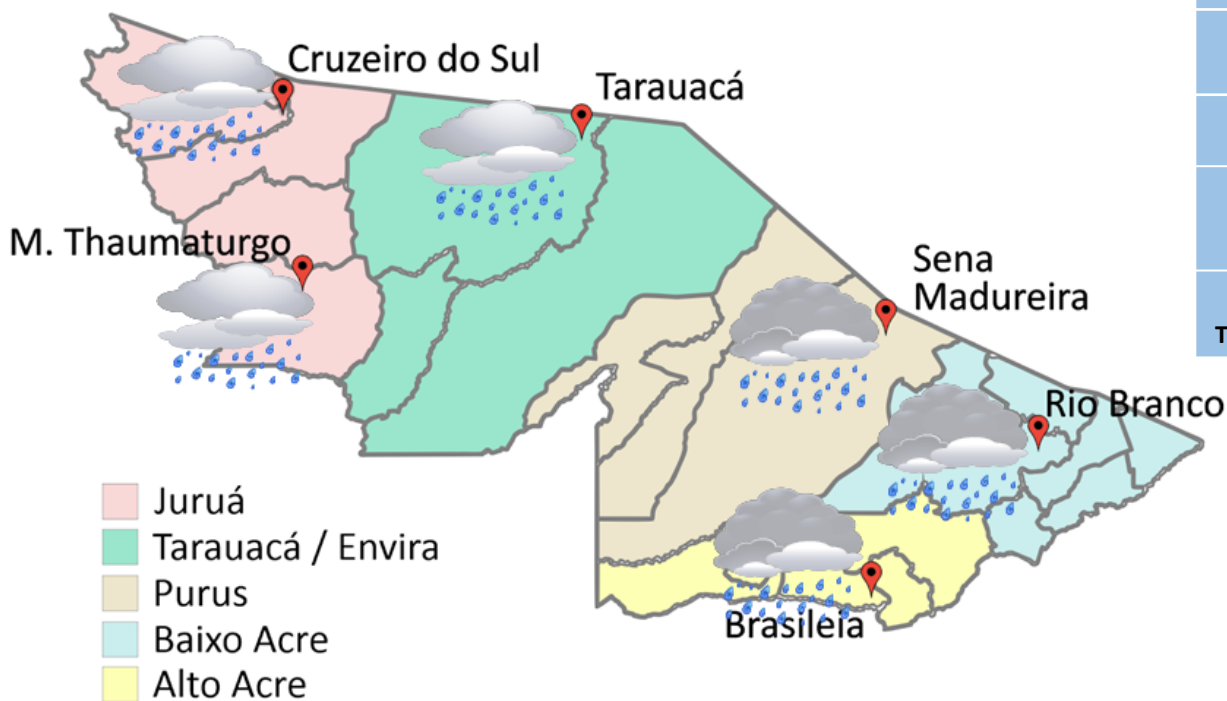 Cruzeiro do Sul
Tarauacá
M. Thaumaturgo
Sena
Madureira
Rio Branco
Brasileia
Juruá
Tarauacá / Envira
Purus
Baixo Acre
Alto Acre
T